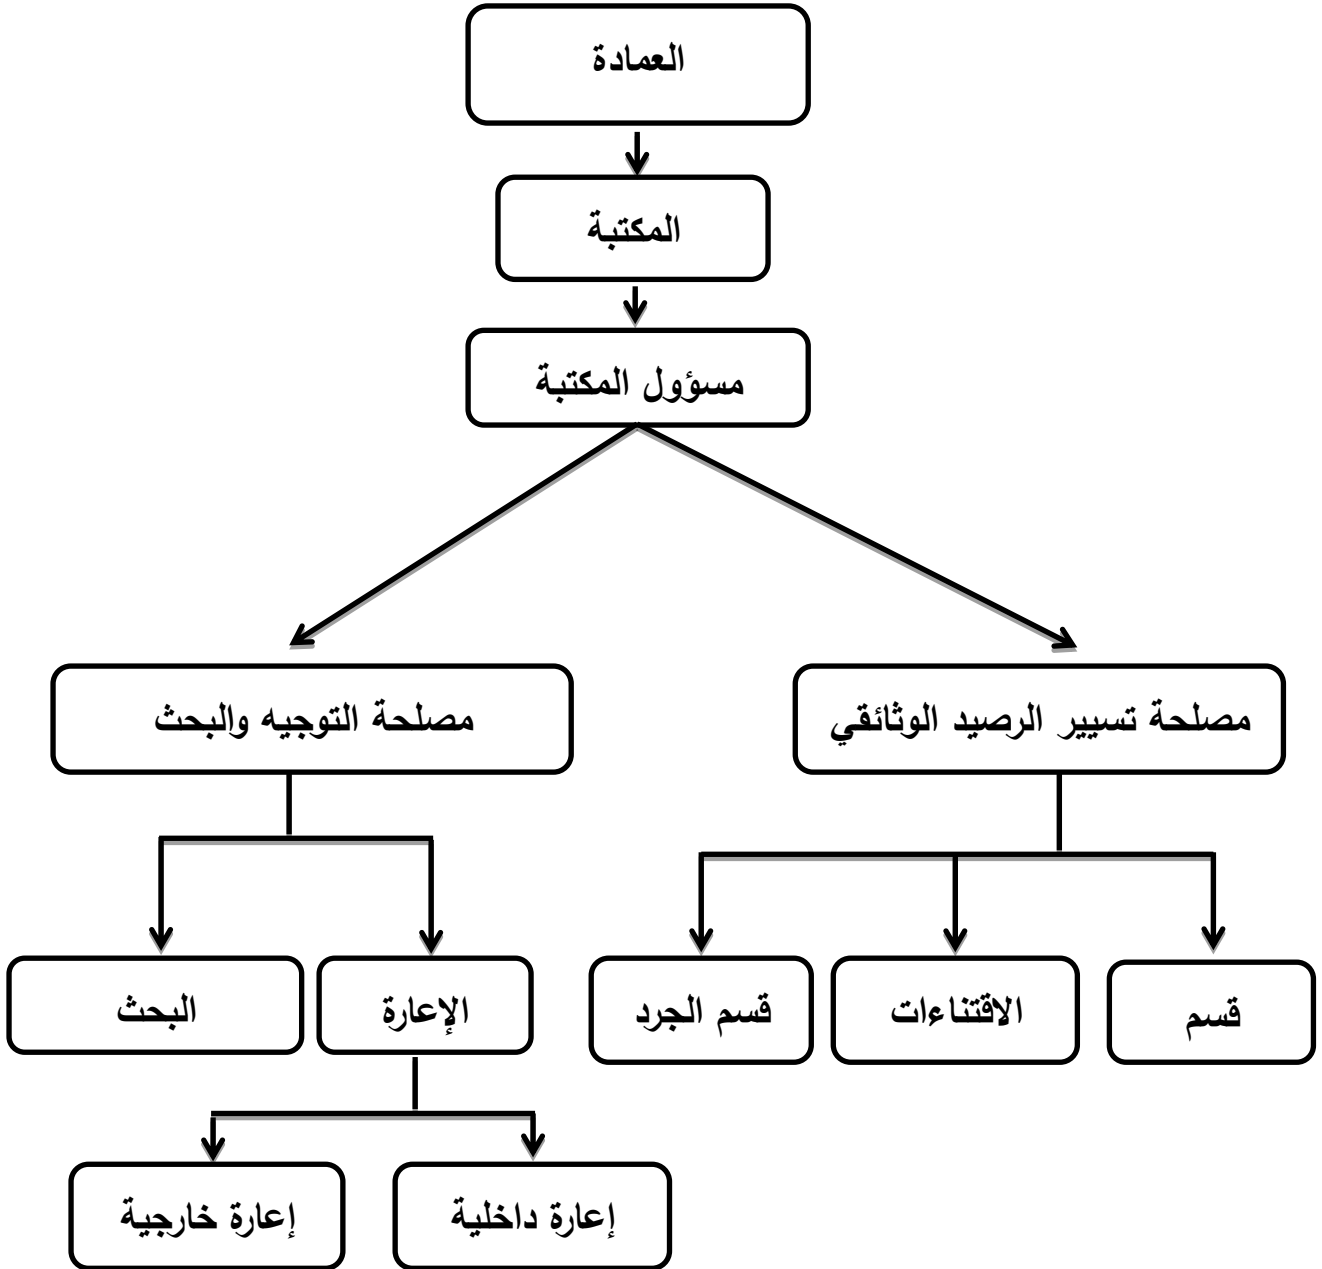 العمادة
المكتبة
مسؤول المكتبة
مصلحة تسيير الرصيد الوثائقي
مصلحة التوجيه والبحث
قسم
الاقتناءات
قسم الجرد
الإعارة
البحث
إعارة داخلية
إعارة خارجية